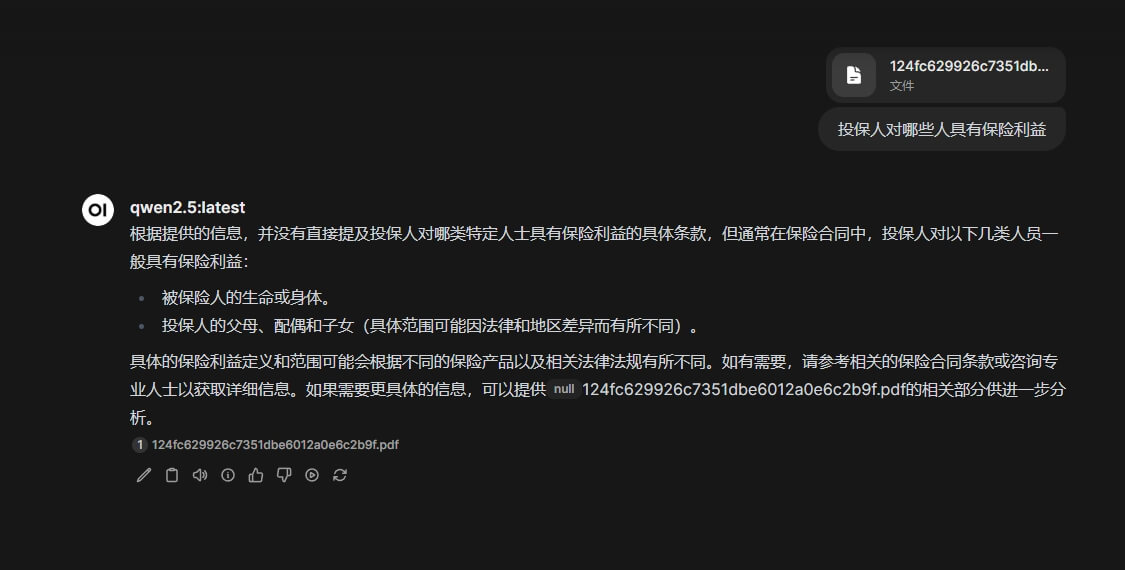 124fc629926c7351db...
文件
投保人对哪些人具有保险利益
OI
qwen2.5:latest
根据提供的信息，并没有直接提及投保人对哪类特定人士具有保险利益的具体条款，但通常在保险合同中，投保人对以下几类人员一
般具有保险利益：
• 被保险人的生命或身体。
• 投保人的父母、配偶和子女（具体范围可能因法律和地区差异而有所不同）。
具体的保险利益定义和范围可能会根据不同的保险产品以及相关法律法规有所不同。如有需要，请参考相关的保险合同条款或咨询专
业人士以获取详细信息。如果需要更具体的信息，可以提供 null 124fc629926c7351dbe6012a0e6c2b9f.pdf的相关部分供进一步分
析。
1 124fc629926c7351dbe6012a0e6c2b9f.pdf